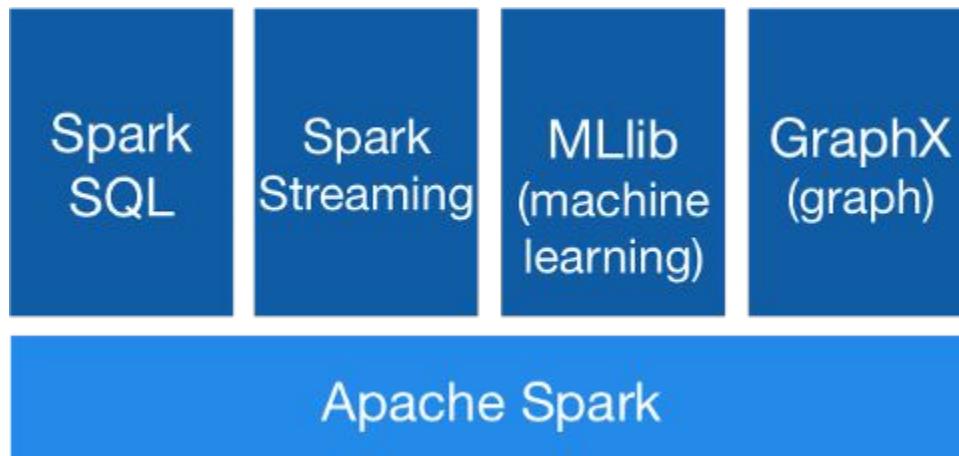 Spark
SQL
Spark
Streaming
MLlib
(machine
learning)
GraphX
(graph)
Apache Spark